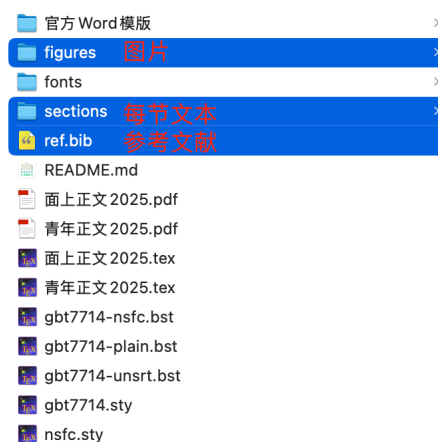 官方Word模版
figures 图片
fonts
sections 每节文本
ref.bib 参考文献
README.md
面上正文2025.pdf
青年正文2025.pdf
面上正文2025.tex
青年正文2025.tex
gbt7714-nsfc.bst
gbt7714-plain.bst
gbt7714-unsrt.bst
gbt7714.sty
nsfc.sty